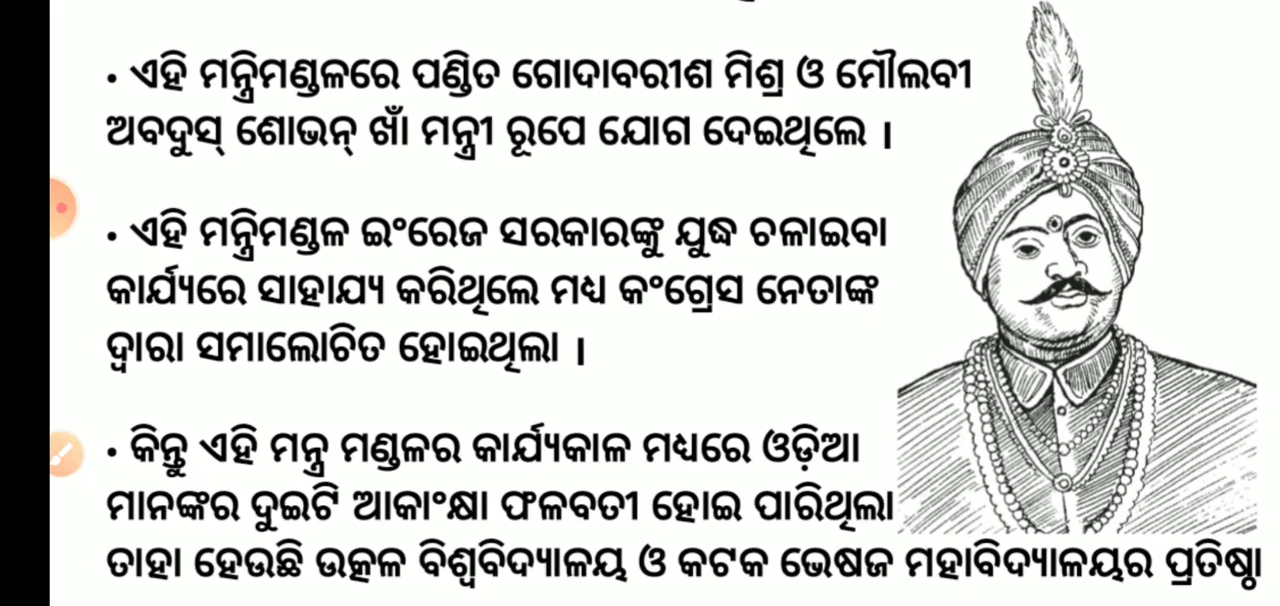 • ଏହି ମନ୍ତ୍ରିମଣ୍ଡଳରେ ପଣ୍ଡିତ ଗୋଦାବରୀଶ ମିଶ୍ର ଓ ମୌଲବୀ
ଅବଦୁସ୍ ଶୋଭନ୍ ଖାଁ ମନ୍ତ୍ରୀ ରୂପେ ଯୋଗ ଦେଇଥିଲେ ।
• ଏହି ମନ୍ତ୍ରିମଣ୍ଡଳ ଇଂରେଜ ସରକାରଙ୍କୁ ଯୁଦ୍ଧ ଚଳାଇବା
କାର୍ଯ୍ୟରେ ସାହାଯ୍ୟ କରିଥିଲେ ମଧ୍ୟ କଂଗ୍ରେସ ନେତାଙ୍କ
ଦ୍ୱାରା ସମାଲୋଚିତ ହୋଇଥିଲା ।
• କିନ୍ତୁ ଏହି ମନ୍ତ୍ର ମଣ୍ଡଳର କାର୍ଯ୍ୟକାଳ ମଧ୍ୟରେ ଓଡ଼ିଆ
ମାନଙ୍କର ଦୁଇଟି ଆକାଂକ୍ଷା ଫଳବତୀ ହୋଇ ପାରିଥିଲା
ତାହା ହେଉଛି ଉତ୍କଳ ବିଶ୍ୱବିଦ୍ୟାଳୟ ଓ କଟକ ଭେଷଜ ମହାବିଦ୍ୟାଳୟର ପ୍ରତିଷ୍ଠା